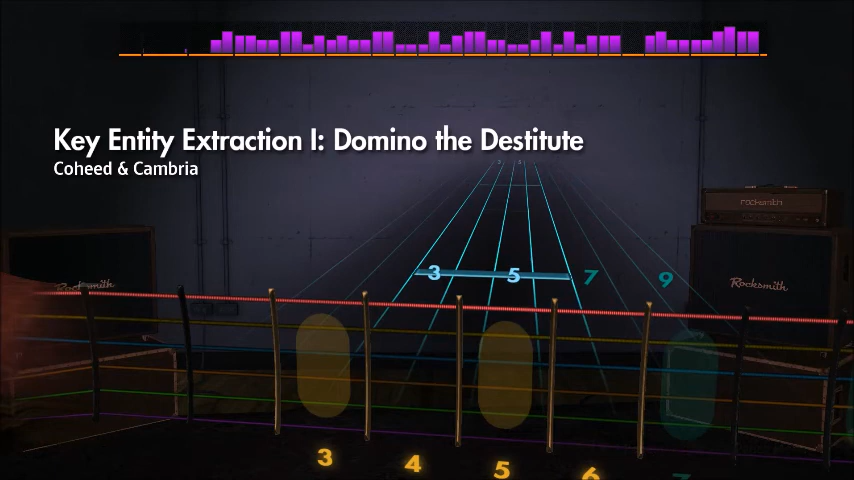 Key Entity Extraction I: Domino the Destitute
Coheed & Cambria
rocksmith
3 5 7 9
Rocksmith
Rocksmith
3 4 5 6 7